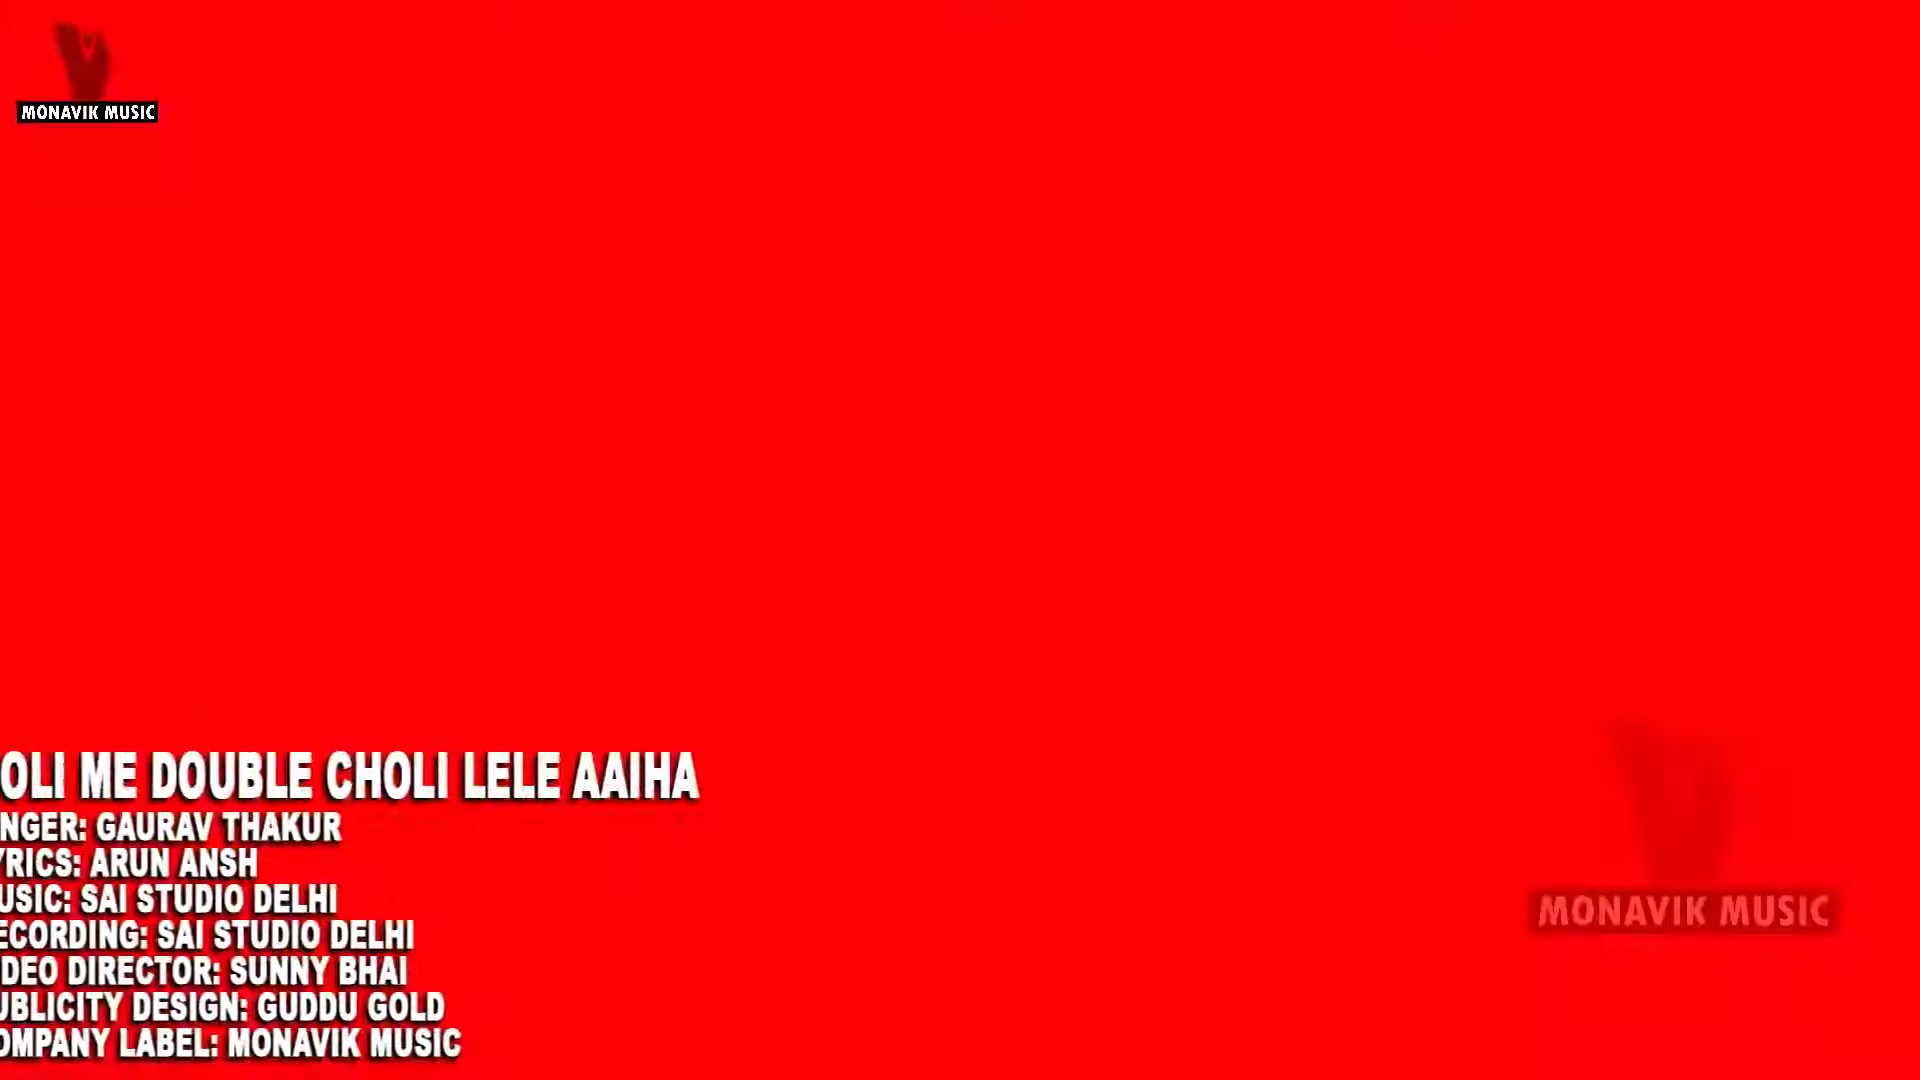 MONAVIK MUSIC
OLI ME DOUBLE CHOLI LELE AAIHA
NGER: GAURAV THAKUR
YRICS: ARUN ANSH
USIC: SAI STUDIO DELHI
ECORDING: SAI STUDIO DELHI
DEO DIRECTOR: SUNNY BHAI
UBLICITY DESIGN: GUDDU GOLD
OMPANY LABEL: MONAVIK MUSIC
MONAVIK MUSIC